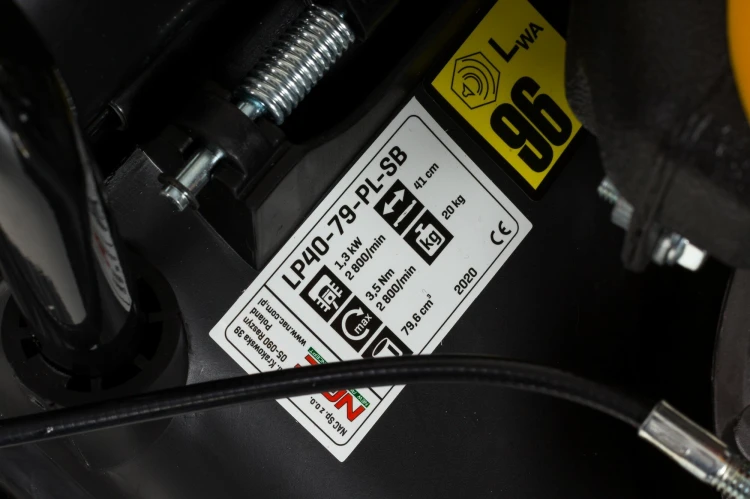 LWA
96
LP40-79-PL-SB
1,3 kW
2 800/min
41 cm
3,5 Nm
2 800/min
20 kg
kg
max
79.6 cm³
2020
CE
NAC Sp. z o.o.
Krakowska 39
05-090 Raszyn
Poland
www.nac.com.pl